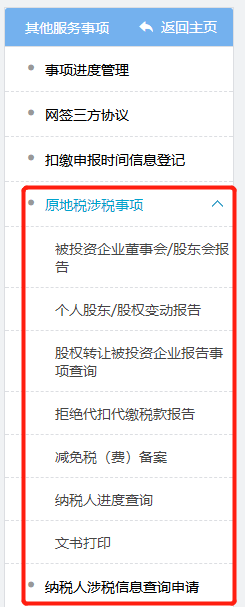 其他服务事项 返回主页
事项进度管理
网签三方协议
扣缴申报时间信息登记
原地税涉税事项
被投资企业董事会/股东会报
告
个人股东/股权变动报告
股权转让被投资企业报告事
项查询
拒绝代扣代缴税款报告
减免税（费）备案
纳税人进度查询
文书打印
纳税人涉税信息查询申请